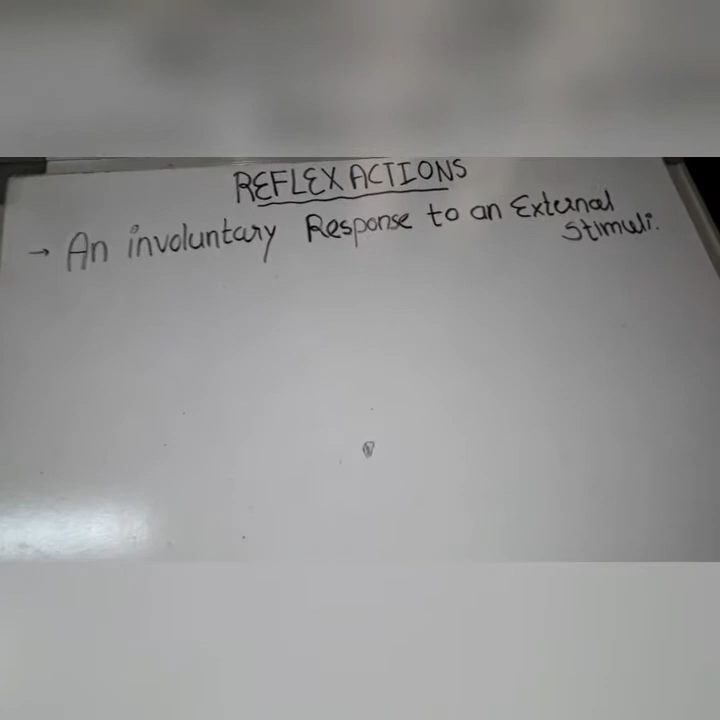 REFLEX ACTIONS
→ An involuntary Response to an External
Stimuli.